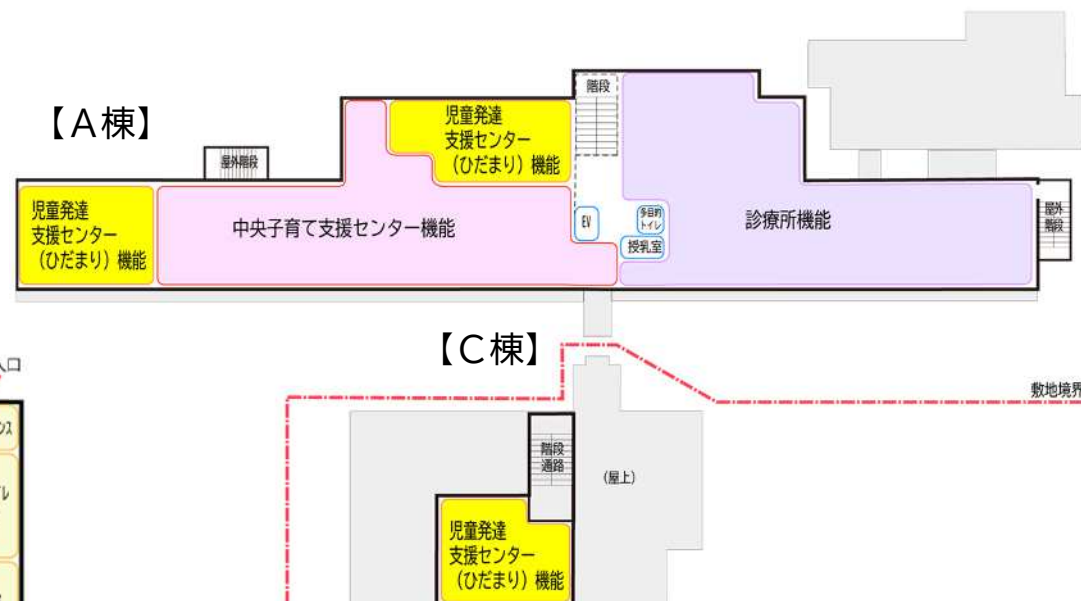 【A棟】
階段
児童発達
支援センター
（ひだまり）機能
屋外階段
児童発達
支援センター
（ひだまり）機能
中央子育て支援センター機能
EV
多目的
トイレ
授乳室
診療所機能
屋外
階段
【C棟】
敷地境界
階段
通路
（屋上）
児童発達
支援センター
（ひだまり）機能